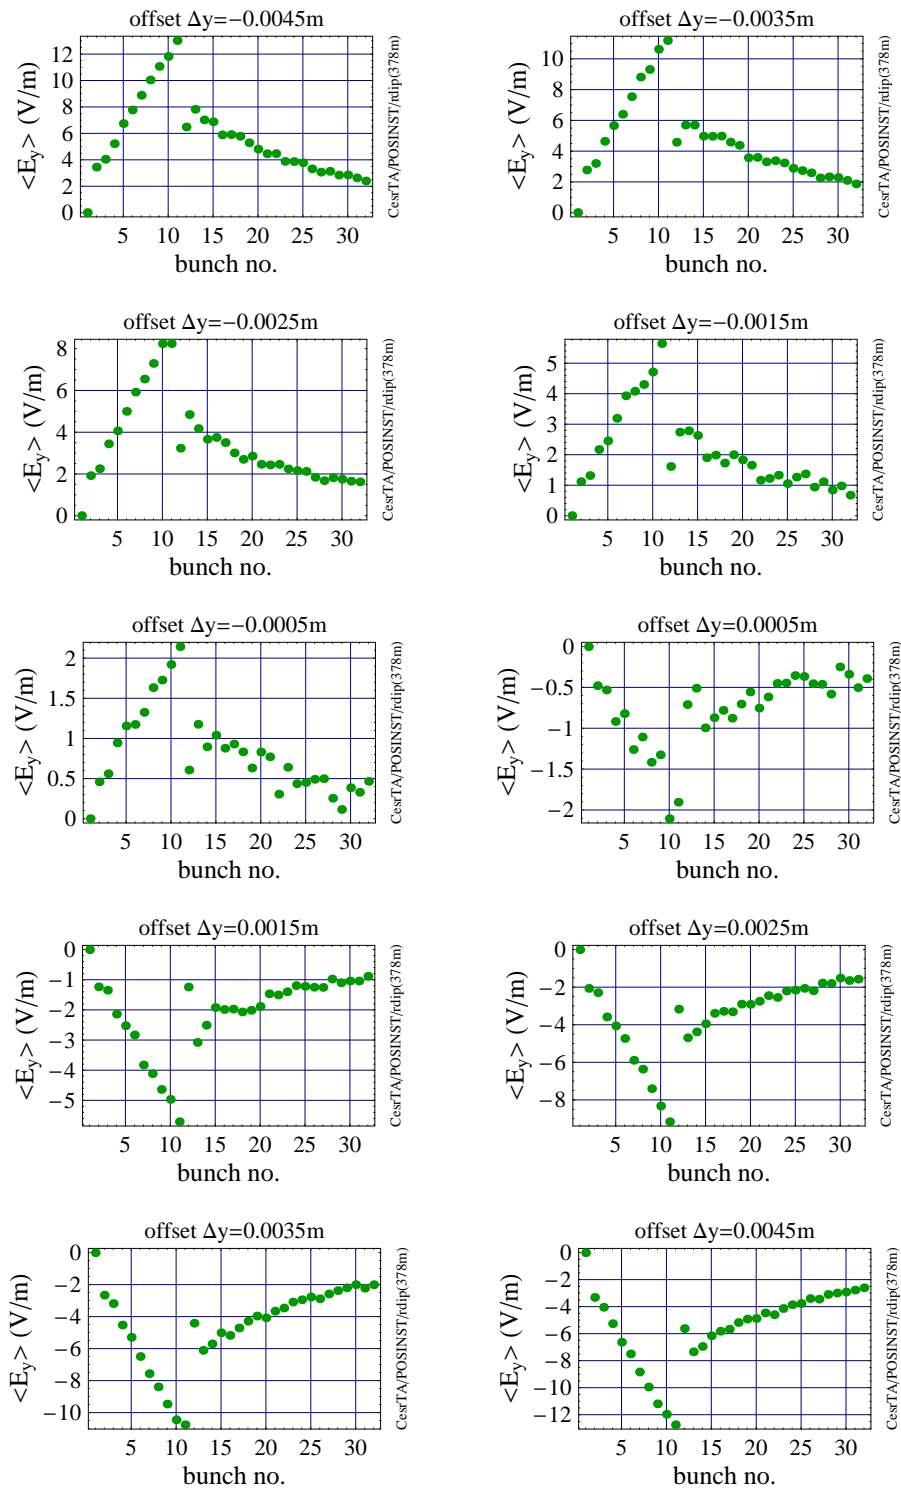 offset Δy=−0.0045m
12
10
8
6
4
2
0
<E_y> (V/m)
5 10 15 20 25 30
bunch no.
CesrTA/POSINST/rdip(378m)
offset Δy=−0.0035m
10
8
6
4
2
0
<E_y> (V/m)
5 10 15 20 25 30
bunch no.
CesrTA/POSINST/rdip(378m)
offset Δy=−0.0025m
8
6
4
2
0
<E_y> (V/m)
5 10 15 20 25 30
bunch no.
CesrTA/POSINST/rdip(378m)
offset Δy=−0.0015m
5
4
3
2
1
0
<E_y> (V/m)
5 10 15 20 25 30
bunch no.
CesrTA/POSINST/rdip(378m)
offset Δy=−0.0005m
2
1.5
1
0.5
0
<E_y> (V/m)
5 10 15 20 25 30
bunch no.
CesrTA/POSINST/rdip(378m)
offset Δy=0.0005m
0
−0.5
−1
−1.5
−2
<E_y> (V/m)
5 10 15 20 25 30
bunch no.
CesrTA/POSINST/rdip(378m)
offset Δy=0.0015m
0
−1
−2
−3
−4
−5
<E_y> (V/m)
5 10 15 20 25 30
bunch no.
CesrTA/POSINST/rdip(378m)
offset Δy=0.0025m
0
−2
−4
−6
−8
<E_y> (V/m)
5 10 15 20 25 30
bunch no.
CesrTA/POSINST/rdip(378m)
offset Δy=0.0035m
0
−2
−4
−6
−8
−10
<E_y> (V/m)
5 10 15 20 25 30
bunch no.
CesrTA/POSINST/rdip(378m)
offset Δy=0.0045m
0
−2
−4
−6
−8
−10
−12
<E_y> (V/m)
5 10 15 20 25 30
bunch no.
CesrTA/POSINST/rdip(378m)